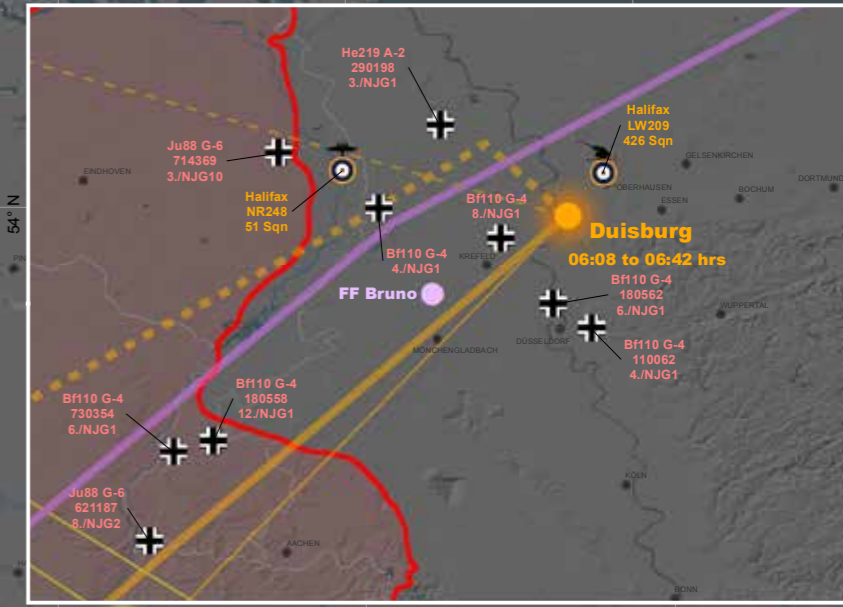 He219 A-2
290198
3./NJG1
Halifax
LW209
426 Sqn
Ju88 G-6
714369
3./NJG10
GELSENKIRCHEN
EINDHOVEN
DORTMUND
OBERHAUSEN
BOCHUM
ESSEN
Halifax
NR248
51 Sqn
Bf110 G-4
8./NJG1
54° N
Duisburg
06:08 to 06:42 hrs
Bf110 G-4
4./NJG1
KREFELD
FF Bruno
Bf110 G-4
180562
6./NJG1
WUPPERTAL
DÜSSELDORF
MÖNCHENGLADBACH
Bf110 G-4
110062
4./NJG1
Bf110 G-4
180558
12./NJG1
Bf110 G-4
730354
6./NJG1
KÖLN
Ju88 G-6
621187
8./NJG2
AACHEN
BONN